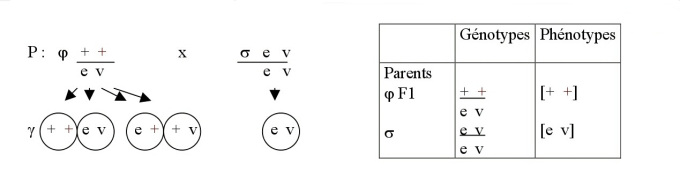 P : φ + + x σ e v
e v e v
γ + + e v e + + v e v
Génotypes Phénotypes
Parents
φ F1 + + [+ +]
e v
σ e v [e v]
e v